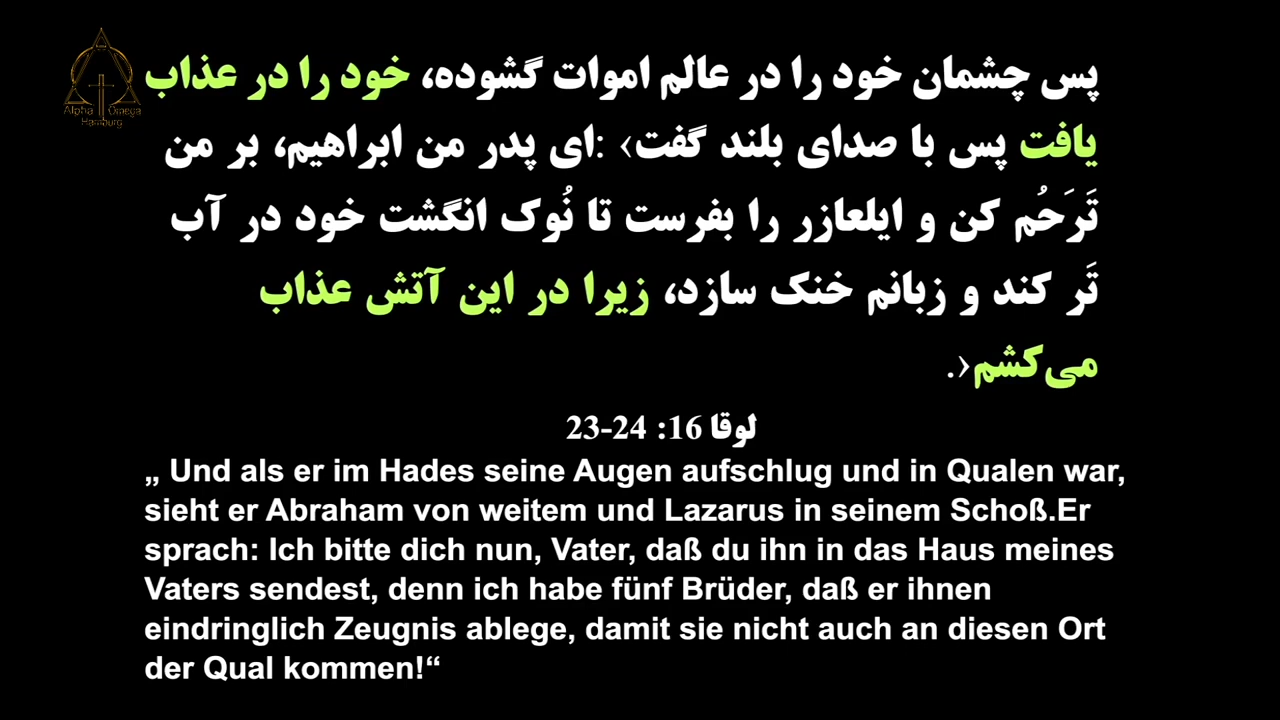 Alpha Omega
Hamburg
پس چشمان خود را در عالم اموات گشوده، خود را در عذاب
یافت پس با صدای بلند گفت› :ای پدر من ابراهیم، بر من
تَرَحُم کن و ایلعازر را بفرست تا نُوک انگشت خود در آب
تَر کند و زبانم خنک سازد، زیرا در این آتش عذاب
می‌کشم‹.
لوقا 16: 23-24
„ Und als er im Hades seine Augen aufschlug und in Qualen war,
sieht er Abraham von weitem und Lazarus in seinem Schoß.Er
sprach: Ich bitte dich nun, Vater, daß du ihn in das Haus meines
Vaters sendest, denn ich habe fünf Brüder, daß er ihnen
eindringlich Zeugnis ablege, damit sie nicht auch an diesen Ort
der Qual kommen!“